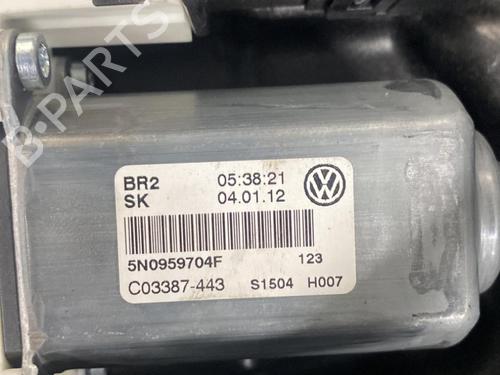 B-PARTS
BR2 05:38:21
SK 04.01.12
5N0959704F 123
C03387-443 S1504 H007